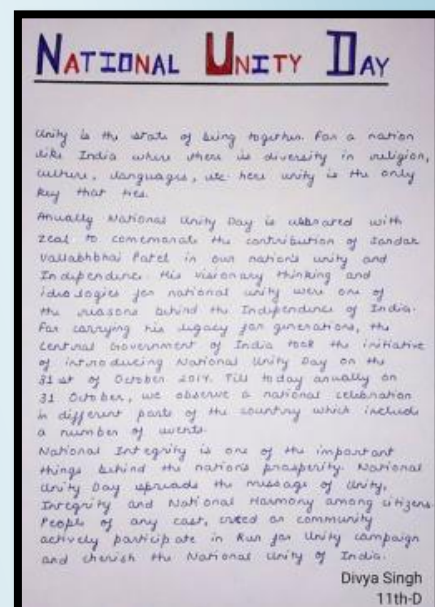 NATIONAL UNITY DAY
Unity is the state of being together. For a nation
like India where there is diversity in religion,
culture, languages, etc here unity is the only
key that ties.
Annually National Unity Day is celebrated with
zeal to comemorate the contribution of Sardar
Vallabhbhai Patel in our nation's unity and
Independence. His visionary thinking and
ideologies for national unity were one of
the reasons behind the Independence of India.
For carrying his legacy for generations, the
Central Government of India took the initiative
of introducing National Unity Day on the
31st of October 2014. Till today annually on
31 October, we observe a national celebration
in different parts of the country which include
a number of events.
National Integrity is one of the important
things behind the nation's prosperity. National
Unity Day spreads the message of Unity,
Integrity and National Harmony among citizens.
People of any cast, creed or community
actively participate in Run for Unity campaign
and cherish the National Unity of India.
Divya Singh
11th-D